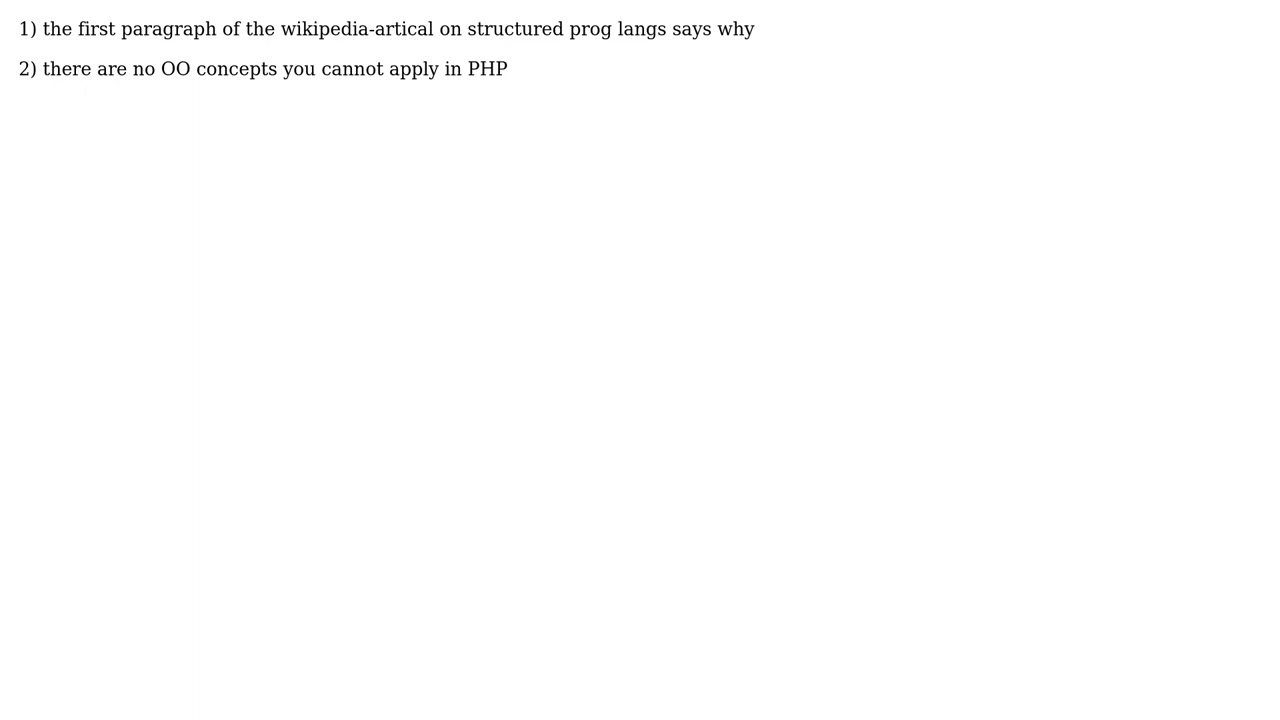 1) the first paragraph of the wikipedia-artical on structured prog langs says why
2) there are no OO concepts you cannot apply in PHP